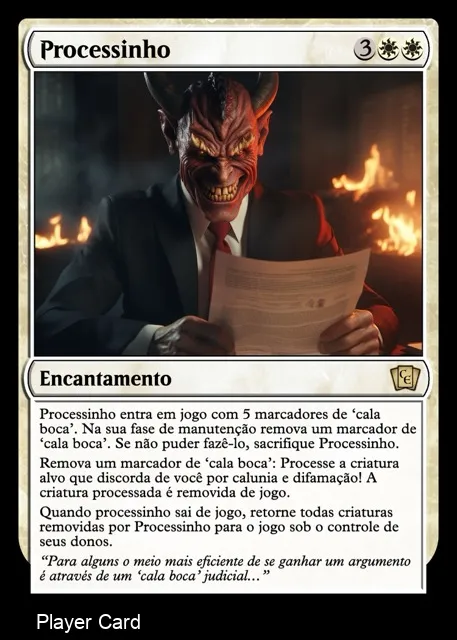 Processinho
3
Encantamento
CE
Processinho entra em jogo com 5 marcadores de ‘cala
boca’. Na sua fase de manutenção remova um marcador de
‘cala boca’. Se não puder fazê-lo, sacrifique Processinho.
Remova um marcador de ‘cala boca’: Processe a criatura
alvo que discorda de você por calunia e difamação! A
criatura processada é removida de jogo.
Quando processinho sai de jogo, retorne todas criaturas
removidas por Processinho para o jogo sob o controle de
seus donos.
“Para alguns o meio mais eficiente de se ganhar um argumento
é através de um ‘cala boca’ judicial...”
Player Card